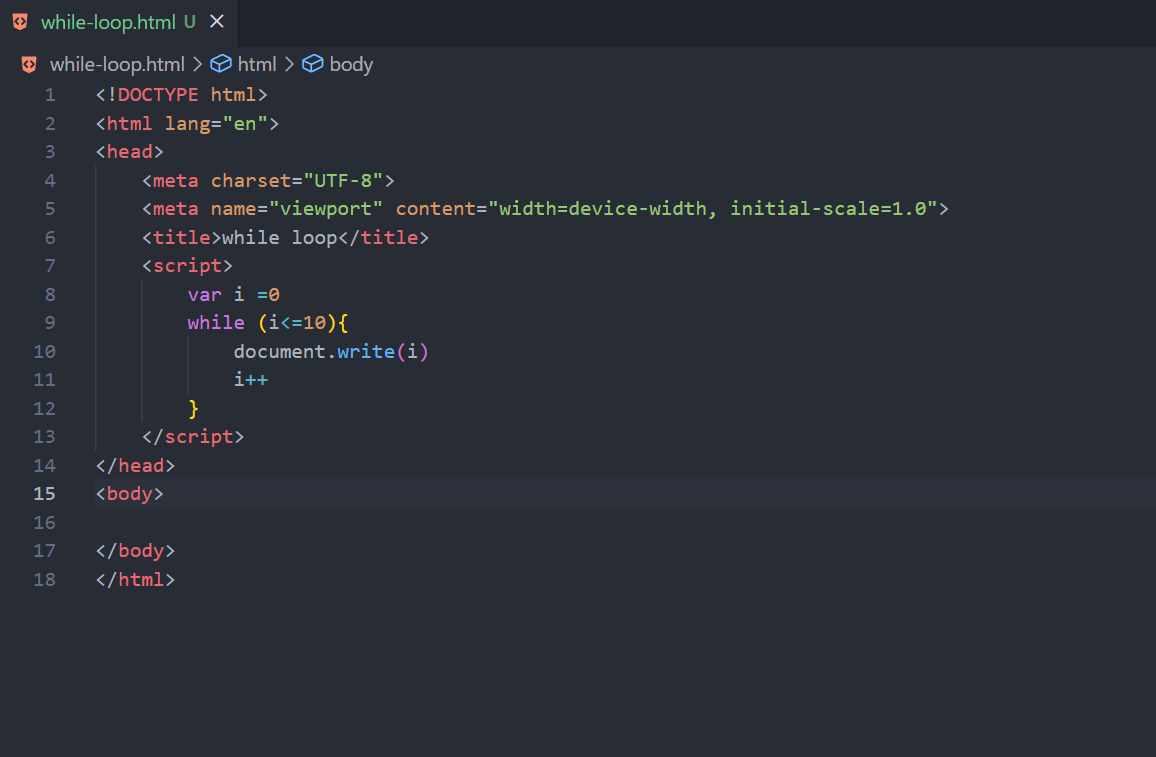 while-loop.html U ×
while-loop.html > html > body
1 <!DOCTYPE html>
2 <html lang="en">
3 <head>
4     <meta charset="UTF-8">
5     <meta name="viewport" content="width=device-width, initial-scale=1.0">
6     <title>while loop</title>
7     <script>
8         var i =0
9         while (i<=10){
10             document.write(i)
11             i++
12         }
13     </script>
14 </head>
15 <body>
16
17 </body>
18 </html>